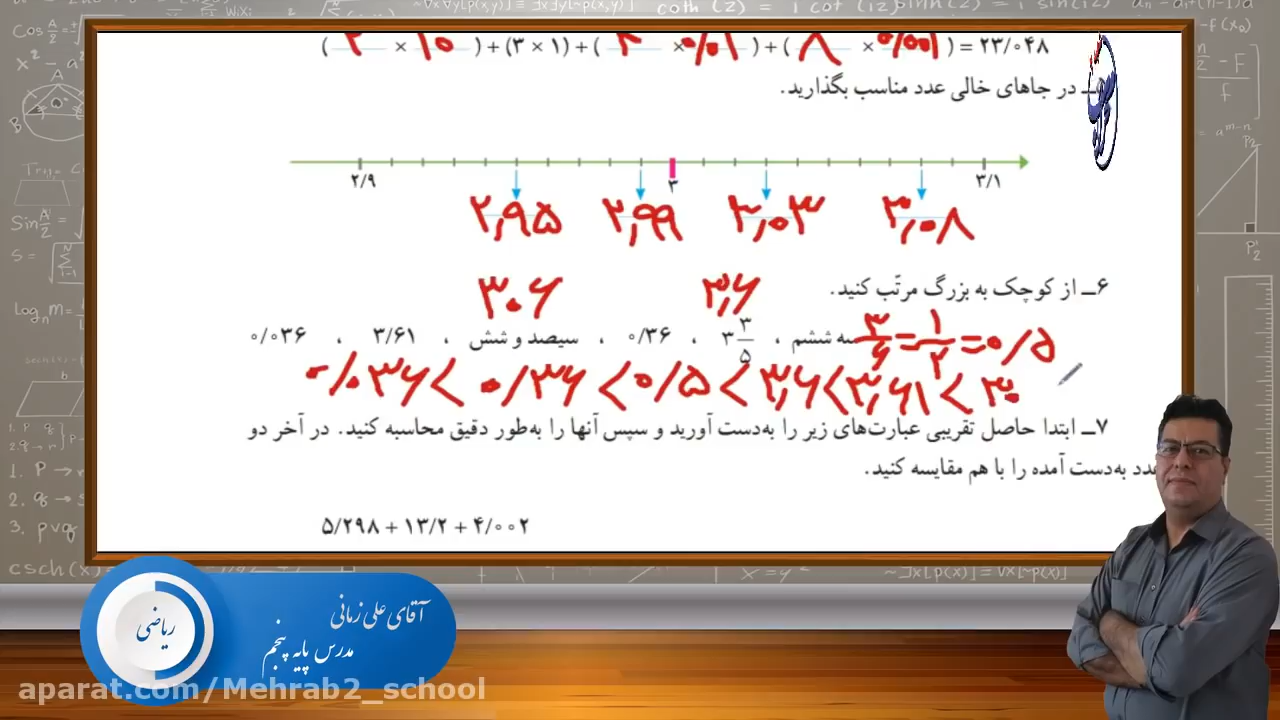 ( ۲ × ۱۰ ) + (۳ × ۱) + ( ۴ × ۰/۰۱ ) + ( ۸ × ۰/۰۰۱ ) = ۲۳/۰۴۸
در جاهای خالی عدد مناسب بگذارید.
۲/۹ ۳ ۳/۱
۲,۹۵ ۲,۹۹ ۳,۰۳ ۳,۰۸
۶ــ از کوچک به بزرگ مرتّب کنید.
۳۰۶ ۳,۶
سه ششم ، ۳ ۳/۵ ، ۰/۳۶ ، سیصد و شش ، ۳/۶۱ ، ۰/۰۳۶
۳/۶ = ۱/۲ = ۰/۵
۰/۰۳۶ < ۰/۳۶ < ۰/۵ < ۳,۶ < ۳,۶۱ < ۳۰
۷ــ ابتدا حاصل تقریبی عبارت‌های زیر را به‌دست آورید و سپس آنها را به‌طور دقیق محاسبه کنید. در آخر دو
عدد به‌دست آمده را با هم مقایسه کنید.
۵/۲۹۸ + ۱۳/۲ + ۴/۰۰۲
ریاضی
آقای علی زمانی
مدرس پایه پنجم
aparat.com/Mehrab2_school